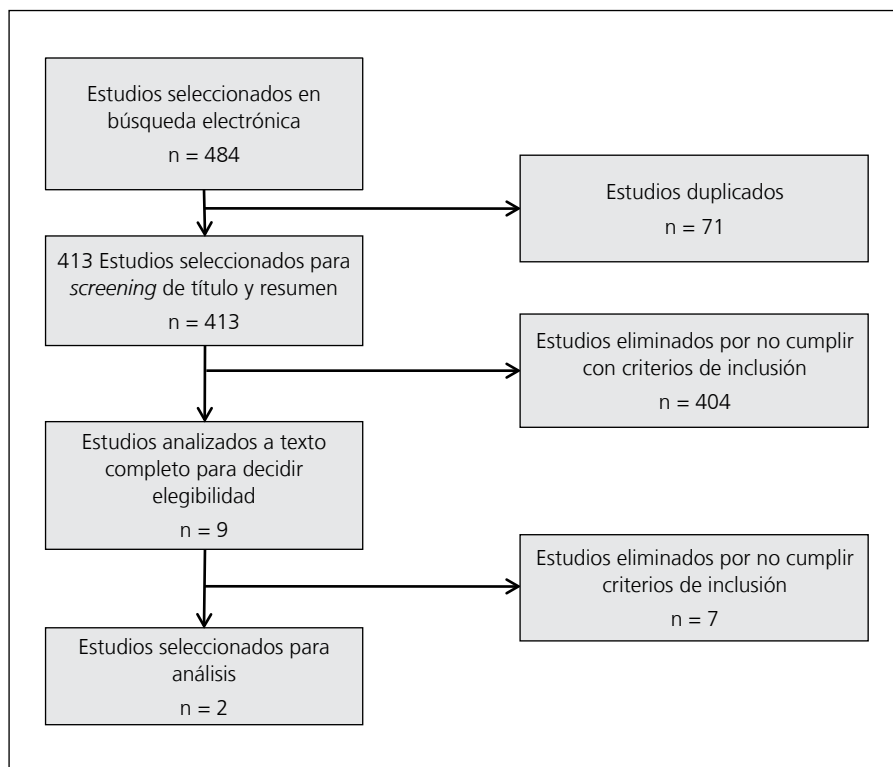 Estudios seleccionados en
búsqueda electrónica
n = 484
Estudios duplicados
n = 71
413 Estudios seleccionados para
screening de título y resumen
n = 413
Estudios eliminados por no cumplir
con criterios de inclusión
n = 404
Estudios analizados a texto
completo para decidir
elegibilidad
n = 9
Estudios eliminados por no cumplir
criterios de inclusión
n = 7
Estudios seleccionados para
análisis
n = 2